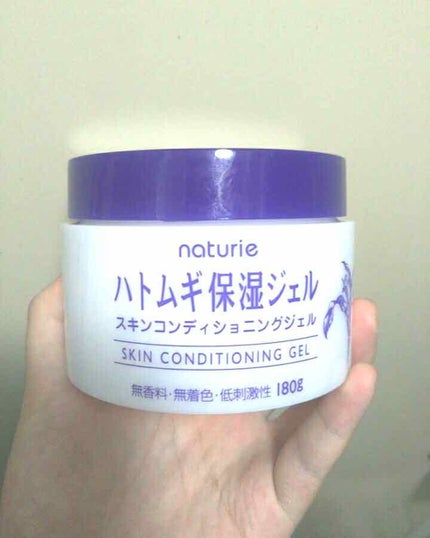 naturie
ハトムギ保湿ジェル
スキンコンディショニングジェル
SKIN CONDITIONING GEL
無香料・無着色・低刺激性 180g